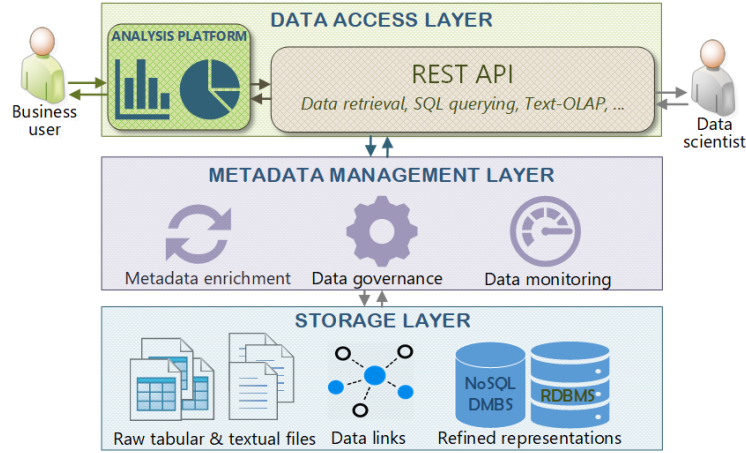 DATA ACCESS LAYER
ANALYSIS PLATFORM
REST API
Data retrieval, SQL querying, Text-OLAP, ...
Business
user
Data
scientist
METADATA MANAGEMENT LAYER
Metadata enrichment
Data governance
Data monitoring
STORAGE LAYER
NoSQL
DMBS
RDBMS
Raw tabular & textual files
Data links
Refined representations